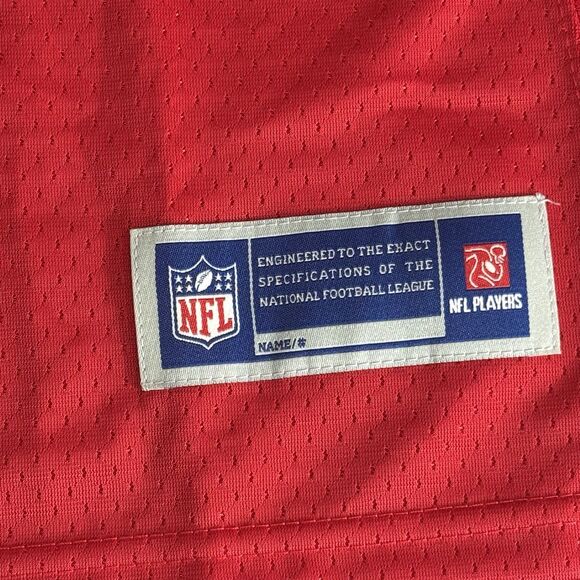 NFL
ENGINEERED TO THE EXACT
SPECIFICATIONS OF THE
NATIONAL FOOTBALL LEAGUE
NAME/#
NFL PLAYERS